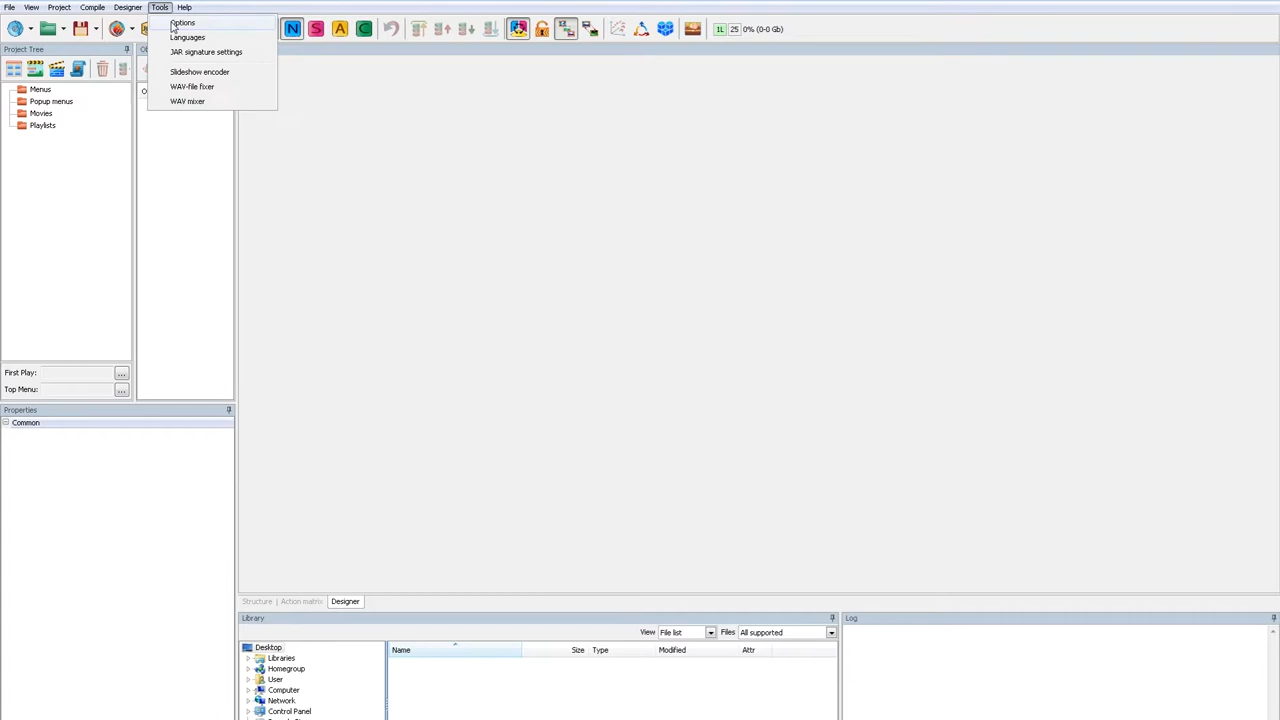 File View Project Compile Designer Tools Help
Options
Languages
JAR signature settings
Slideshow encoder
WAV-file fixer
WAV mixer
N S A C 1L 25 0% (0-0 Gb)
Project Tree
Menus
Popup menus
Movies
Playlists
First Play: ...
Top Menu: ...
Properties
Common
Structure Action matrix Designer
Library
View File list Files All supported
Name Size Type Modified Attr
Desktop
Libraries
Homegroup
User
Computer
Network
Control Panel
Log